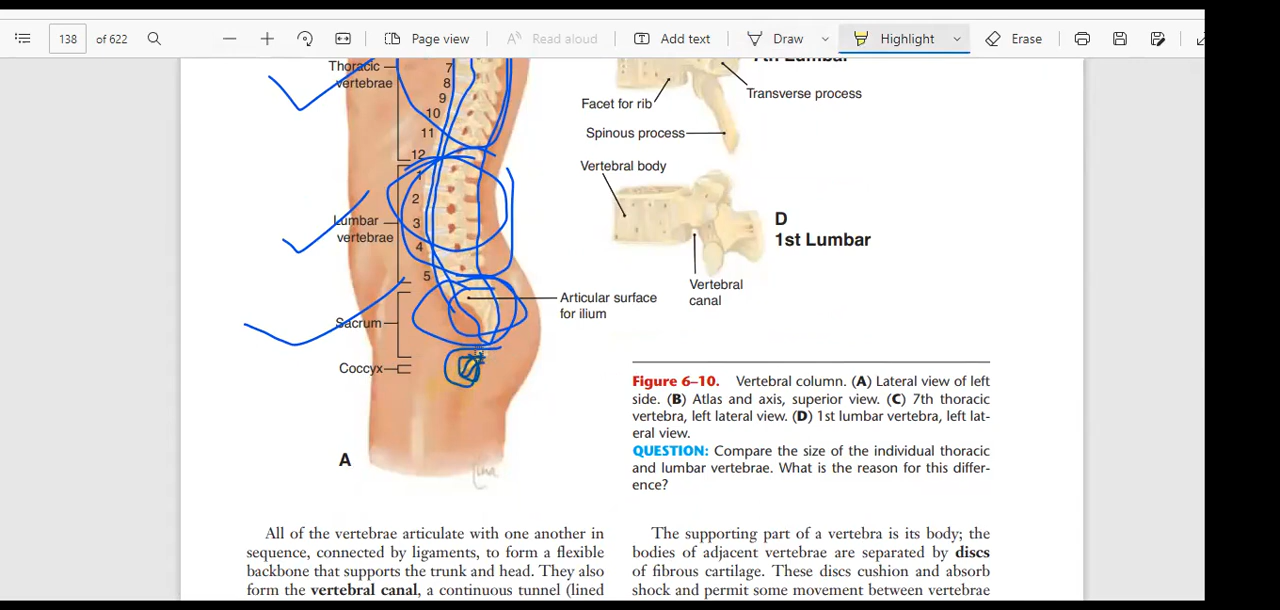 138 of 622
Page view
Read aloud
Add text
Draw
Highlight
Erase
Thoracic
vertebrae
7
8
9
10
11
12
1
2
3
4
5
Lumbar
vertebrae
Sacrum
Coccyx
Articular surface
for ilium
A
Facet for rib
Transverse process
Spinous process
Vertebral body
D
1st Lumbar
Vertebral
canal
Figure 6–10. Vertebral column. (A) Lateral view of left
side. (B) Atlas and axis, superior view. (C) 7th thoracic
vertebra, left lateral view. (D) 1st lumbar vertebra, left lat-
eral view.
QUESTION: Compare the size of the individual thoracic
and lumbar vertebrae. What is the reason for this differ-
ence?
All of the vertebrae articulate with one another in
sequence, connected by ligaments, to form a flexible
backbone that supports the trunk and head. They also
form the vertebral canal, a continuous tunnel (lined
The supporting part of a vertebra is its body; the
bodies of adjacent vertebrae are separated by discs
of fibrous cartilage. These discs cushion and absorb
shock and permit some movement between vertebrae